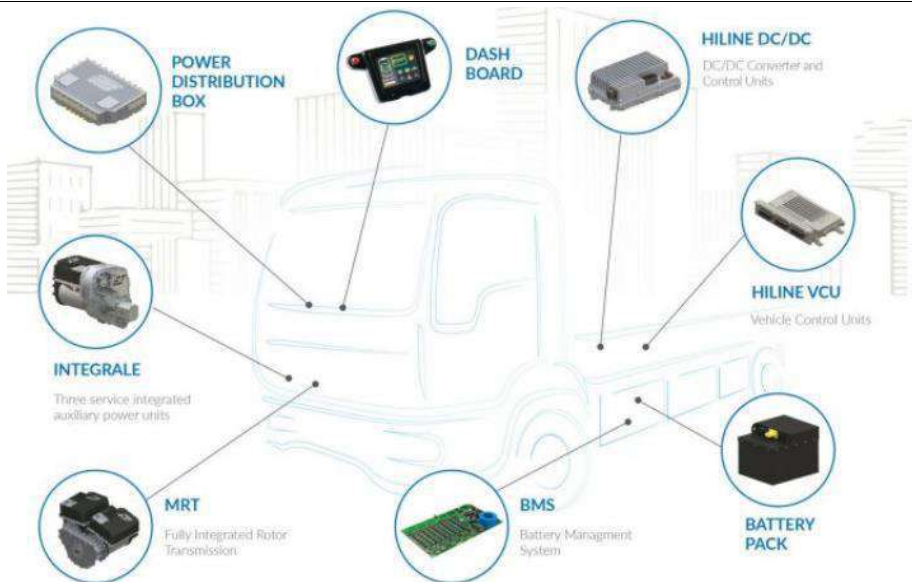 POWER
DISTRIBUTION
BOX
DASH
BOARD
HILINE DC/DC
DC/DC Converter and
Control Units
HILINE VCU
Vehicle Control Units
INTEGRALE
Three service integrated
auxiliary power units
MRT
Fully Integrated Rotor
Transmission
BMS
Battery Managment
System
BATTERY
PACK